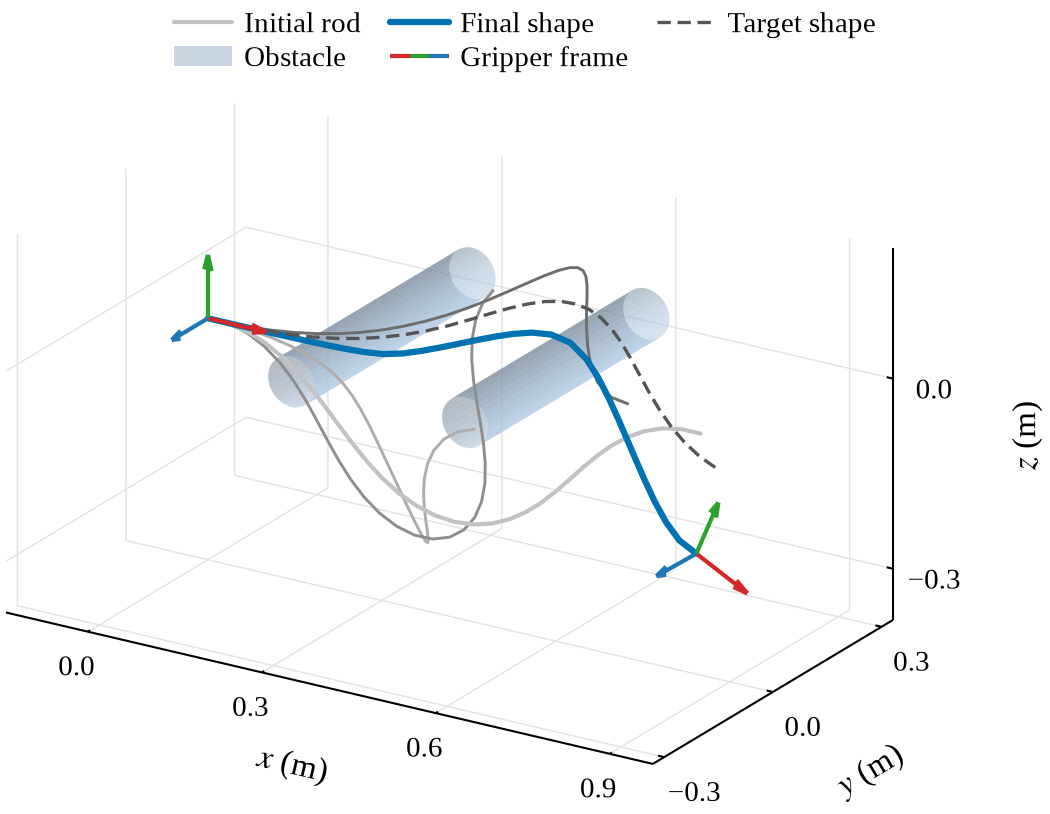 Initial rod Final shape Target shape
Obstacle Gripper frame
0.0
z (m)
−0.3
0.0
0.3
0.3
0.0
0.6
x (m)
y (m)
0.9
−0.3